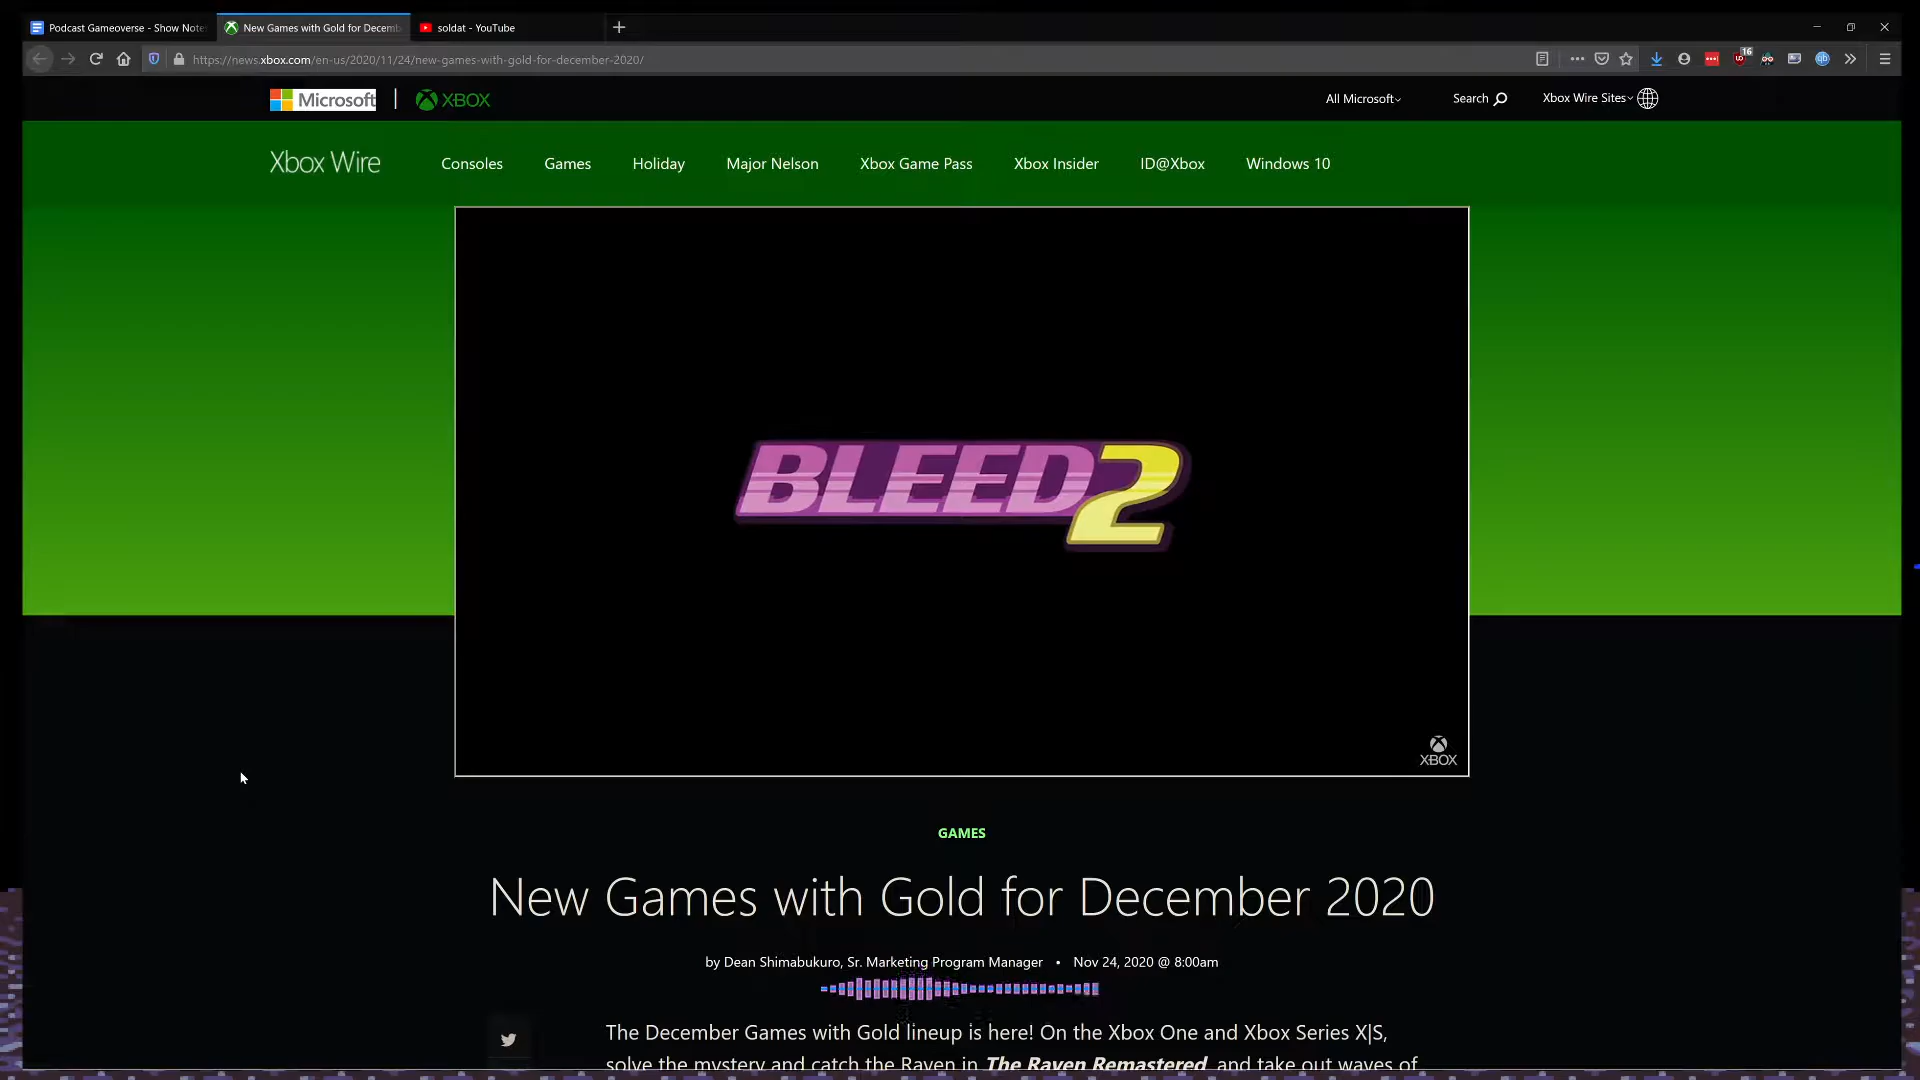 Podcast Gameoverse - Show Note
New Games with Gold for Decemb
soldat - YouTube
https://news.xbox.com/en-us/2020/11/24/new-games-with-gold-for-december-2020/
16
Microsoft
XBOX
All Microsoft
Search
Xbox Wire Sites
Xbox Wire
Consoles
Games
Holiday
Major Nelson
Xbox Game Pass
Xbox Insider
ID@Xbox
Windows 10
BLEED2
XBOX
GAMES
New Games with Gold for December 2020
by Dean Shimabukuro, Sr. Marketing Program Manager • Nov 24, 2020 @ 8:00am
The December Games with Gold lineup is here! On the Xbox One and Xbox Series X|S,
solve the mystery and catch the Raven in The Raven Remastered, and take out waves of